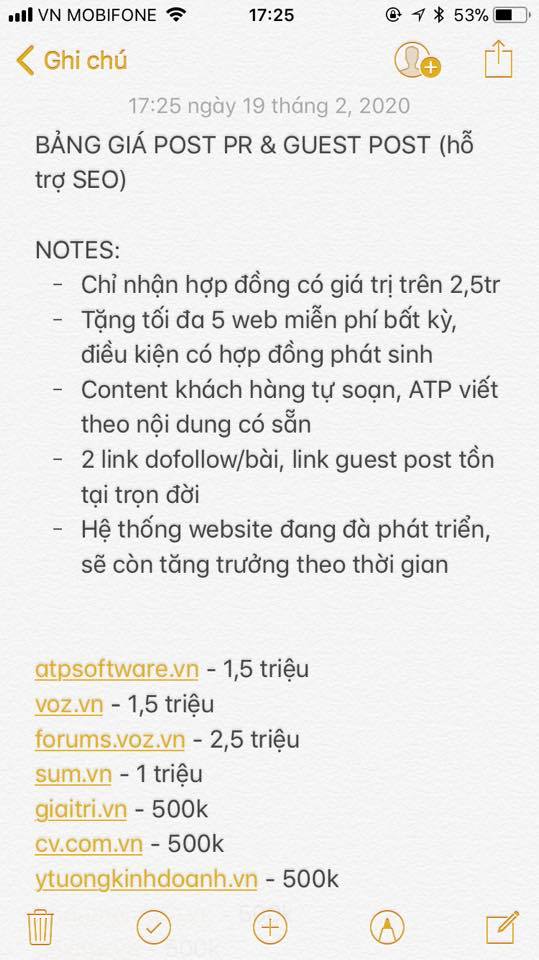 VN MOBIFONE 17:25 53%
Ghi chú
17:25 ngày 19 tháng 2, 2020
BẢNG GIÁ POST PR & GUEST POST (hỗ
trợ SEO)
NOTES:
- Chỉ nhận hợp đồng có giá trị trên 2,5tr
- Tặng tối đa 5 web miễn phí bất kỳ,
điều kiện có hợp đồng phát sinh
- Content khách hàng tự soạn, ATP viết
theo nội dung có sẵn
- 2 link dofollow/bài, link guest post tồn
tại trọn đời
- Hệ thống website đang đà phát triển,
sẽ còn tăng trưởng theo thời gian
atpsoftware.vn - 1,5 triệu
voz.vn - 1,5 triệu
forums.voz.vn - 2,5 triệu
sum.vn - 1 triệu
giaitri.vn - 500k
cv.com.vn - 500k
ytuongkinhdoanh.vn - 500k